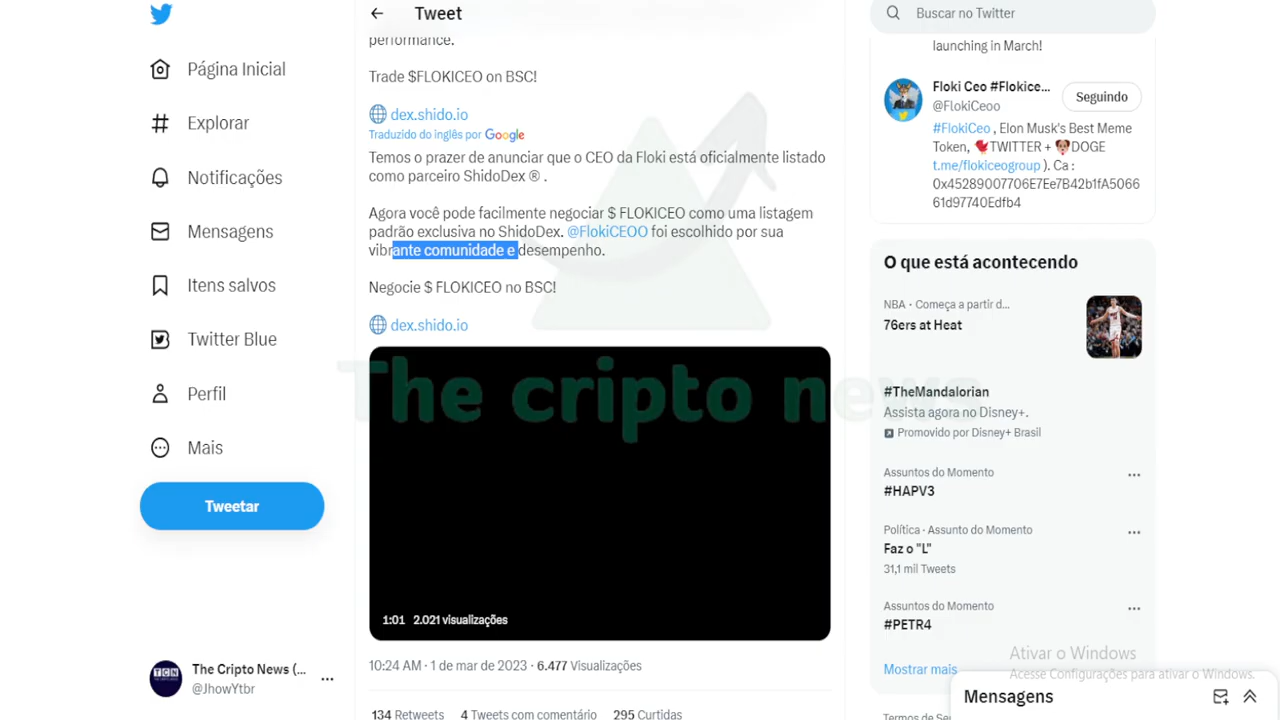 Tweet
Buscar no Twitter
Página Inicial
Explorar
Notificações
Mensagens
Itens salvos
Twitter Blue
Perfil
Mais
Tweetar
The Cripto News (...
@JhowYtbr
performance.
Trade $FLOKICEO on BSC!
dex.shido.io
Traduzido do inglês por Google
Temos o prazer de anunciar que o CEO da Floki está oficialmente listado
como parceiro ShidoDex ® .
Agora você pode facilmente negociar $ FLOKICEO como uma listagem
padrão exclusiva no ShidoDex. @FlokiCEOO foi escolhido por sua
vibrante comunidade e desempenho.
Negocie $ FLOKICEO no BSC!
dex.shido.io
The cripto news
1:01 2.021 visualizações
10:24 AM · 1 de mar de 2023 · 6.477 Visualizações
134 Retweets 4 Tweets com comentário 295 Curtidas
launching in March!
Floki Ceo #Flokice...
@FlokiCeoo
Seguindo
#FlokiCeo , Elon Musk's Best Meme
Token, TWITTER + DOGE
t.me/flokiceogroup ). Ca :
0x45289007706E7Ee7B42b1fA5066
61d97740Edfb4
O que está acontecendo
NBA · Começa a partir d...
76ers at Heat
#TheMandalorian
Assista agora no Disney+.
Promovido por Disney+ Brasil
Assuntos do Momento
#HAPV3
Política · Assunto do Momento
Faz o "L"
31,1 mil Tweets
Assuntos do Momento
#PETR4
Mostrar mais
Ativar o Windows
Acesse Configurações para ativar o Windows.
Mensagens